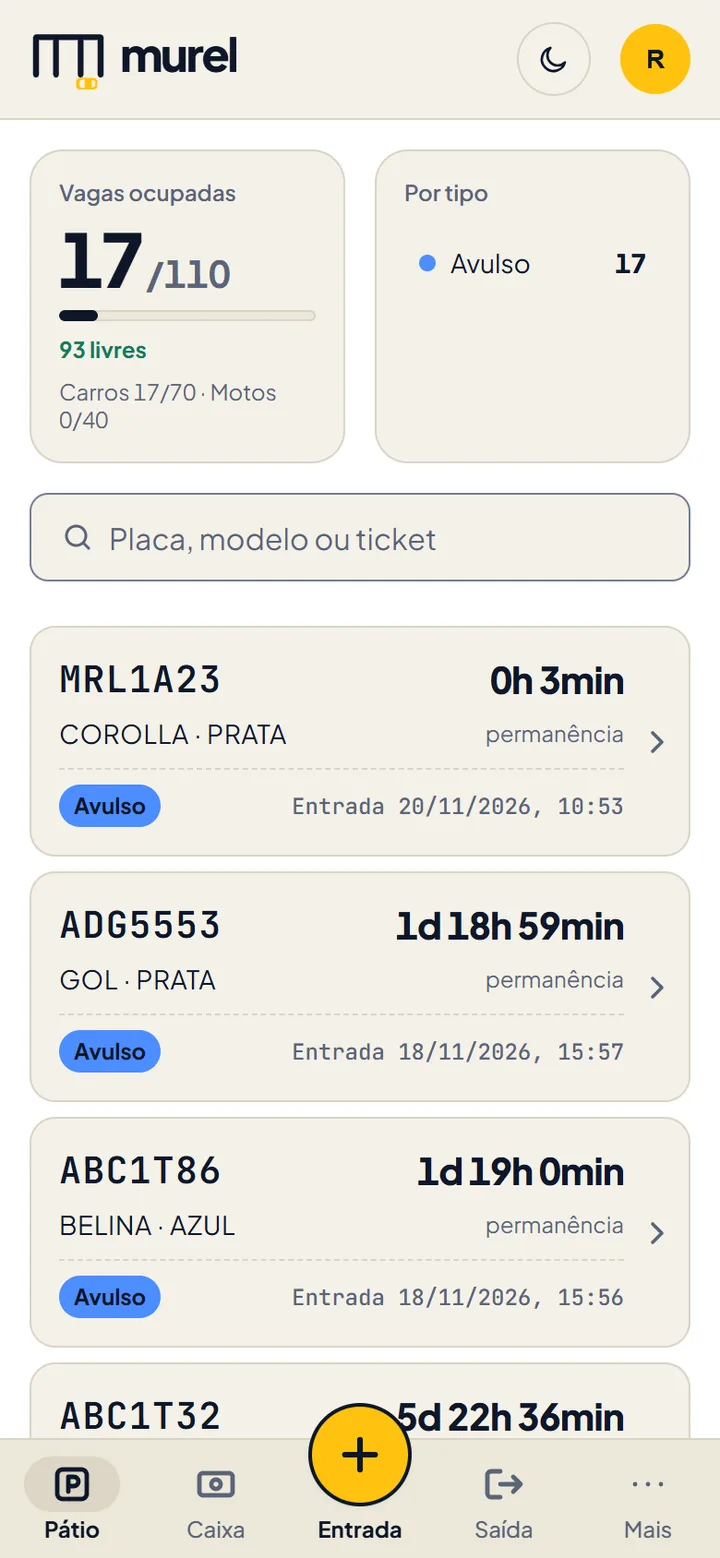 murel
R
Vagas ocupadas
17/110
93 livres
Carros 17/70 · Motos
0/40
Por tipo
Avulso 17
Placa, modelo ou ticket
MRL1A23 0h 3min
COROLLA · PRATA permanência
Avulso Entrada 20/11/2026, 10:53
ADG5553 1d 18h 59min
GOL · PRATA permanência
Avulso Entrada 18/11/2026, 15:57
ABC1T86 1d 19h 0min
BELINA · AZUL permanência
Avulso Entrada 18/11/2026, 15:56
ABC1T32 5d 22h 36min
P
Pátio Caixa Entrada Saída Mais